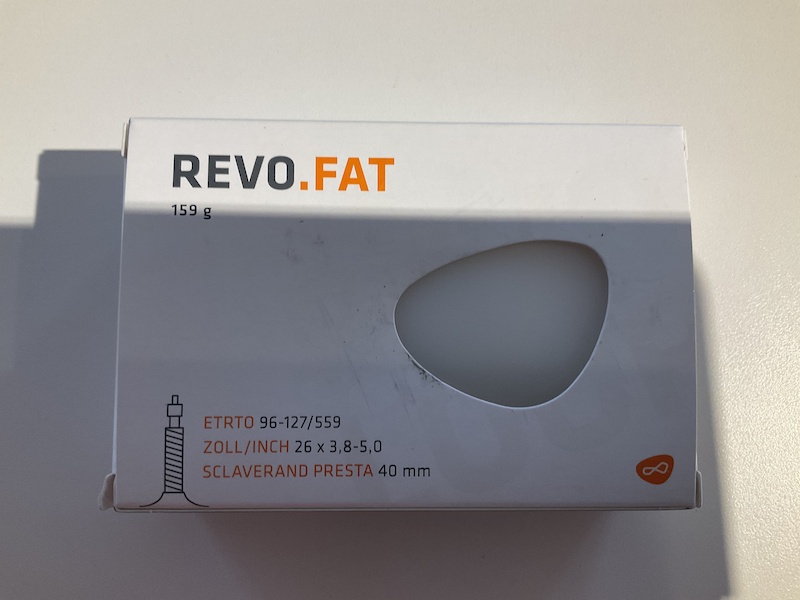 REVO.FAT
159 g
ETRTO 96-127/559
ZOLL/INCH 26 x 3,8-5,0
SCLAVERAND PRESTA 40 mm